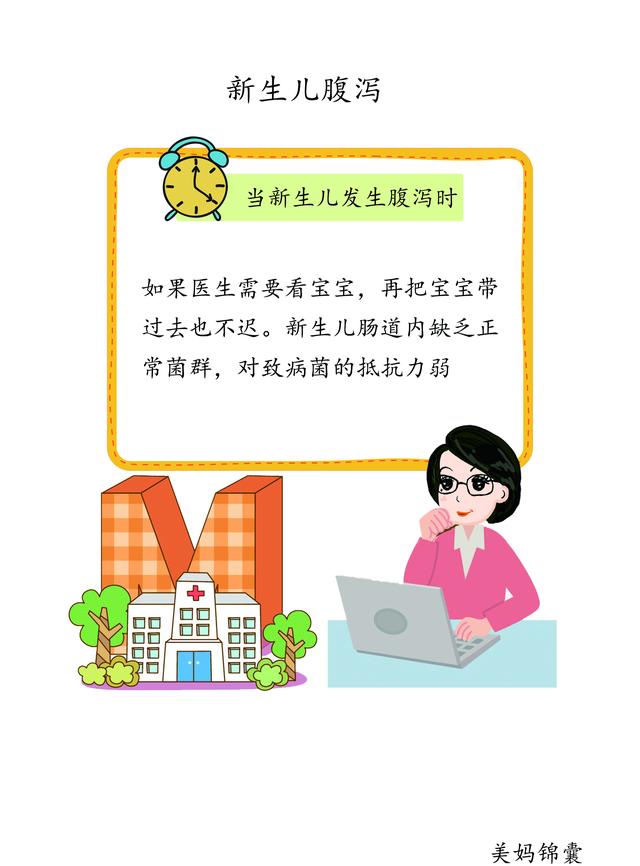 新生儿腹泻
当新生儿发生腹泻时
如果医生需要看宝宝，再把宝宝带
过去也不迟。新生儿肠道内缺乏正
常菌群，对致病菌的抵抗力弱
美妈锦囊